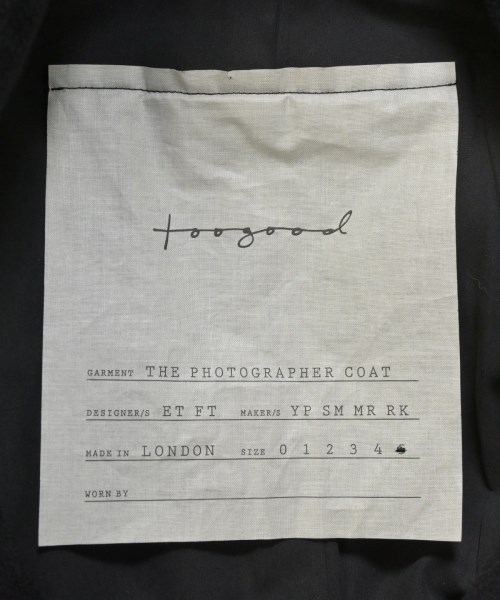 toogood
GARMENT THE PHOTOGRAPHER COAT
DESIGNER/S ET FT MAKER/S YP SM MR RK
MADE IN LONDON SIZE 0 1 2 3 4
WORN BY